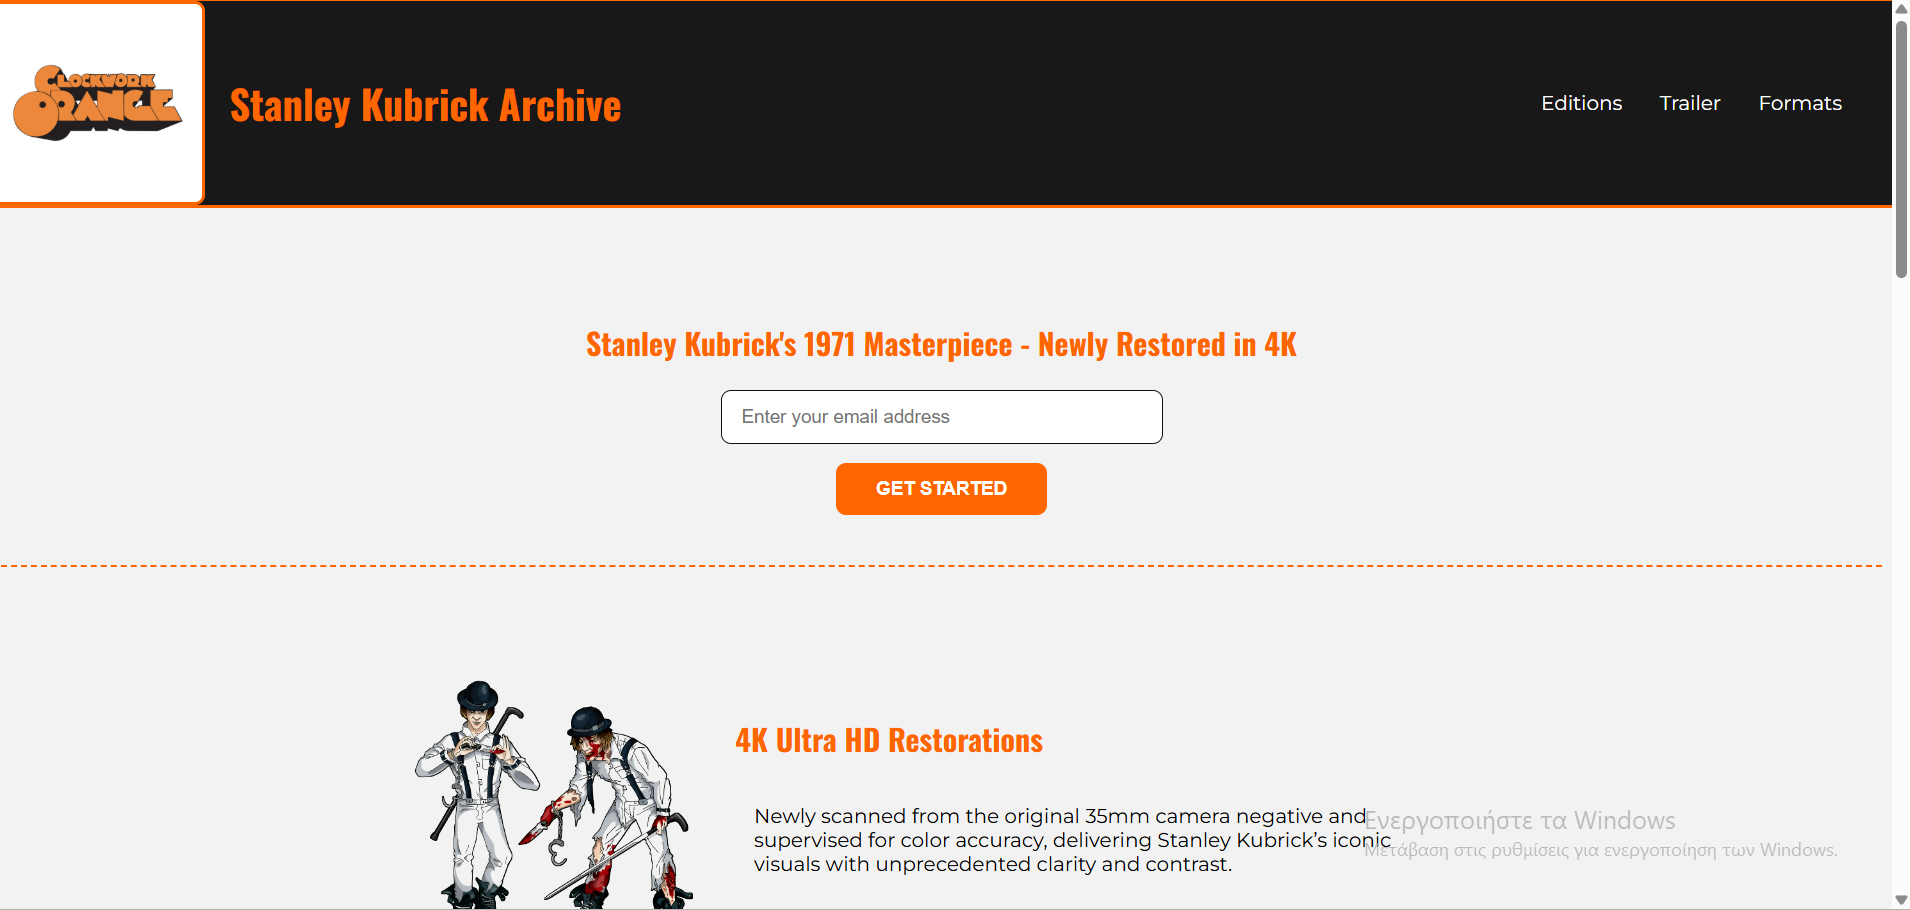 CLOCKWORK
ORANGE
Stanley Kubrick Archive
Editions
Trailer
Formats
Stanley Kubrick's 1971 Masterpiece - Newly Restored in 4K
Enter your email address
GET STARTED
4K Ultra HD Restorations
Newly scanned from the original 35mm camera negative and
supervised for color accuracy, delivering Stanley Kubrick’s iconic
visuals with unprecedented clarity and contrast.
Ενεργοποιήστε τα Windows
Μετάβαση στις ρυθμίσεις για ενεργοποίηση των Windows.